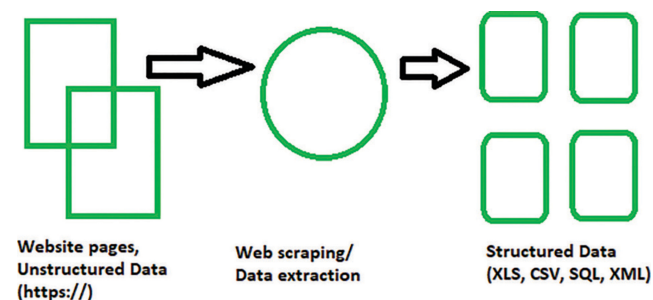 Website pages,
Unstructured Data
(https://)
Web scraping/
Data extraction
Structured Data
(XLS, CSV, SQL, XML)